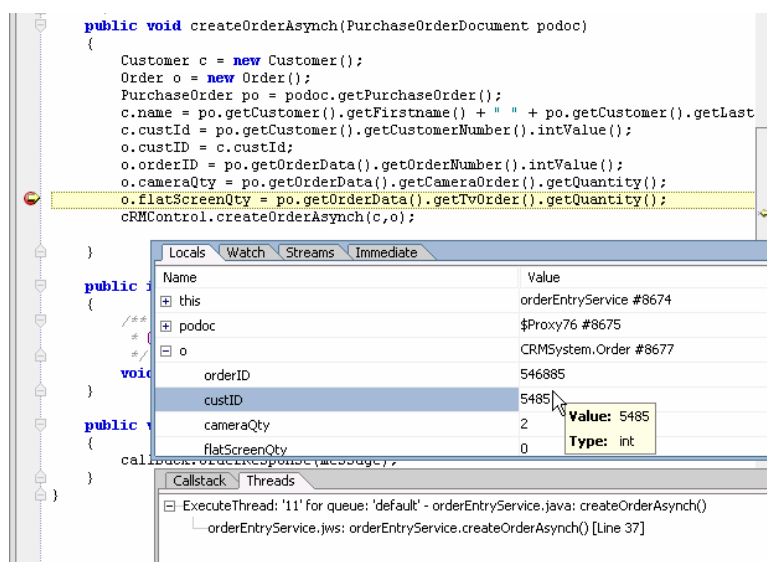 public void createOrderAsynch(PurchaseOrderDocument podoc)
{
Customer c = new Customer();
Order o = new Order();
PurchaseOrder po = podoc.getPurchaseOrder();
c.name = po.getCustomer().getFirstname() + " " + po.getCustomer().getLast
c.custId = po.getCustomer().getCustomerNumber().intValue();
o.custID = c.custId;
o.orderID = po.getOrderData().getOrderNumber().intValue();
o.cameraQty = po.getOrderData().getCameraOrder().getQuantity();
o.flatScreenQty = po.getOrderData().getTvOrder().getQuantity();
cRMControl.createOrderAsynch(c,o);
}
Locals Watch Streams Immediate
Name Value
public i
this orderEntryService #8674
{
/**
podoc $Proxy76 #8675
*
*/
o CRMSystem.Order #8677
void
orderID 546885
}
custID 5485
Value: 5485
Type: int
public v
cameraQty 2
{
flatScreenQty 0
callback.orderResponse(message);
}
}
Callstack Threads
ExecuteThread: '11' for queue: 'default' - orderEntryService.java: createOrderAsynch()
orderEntryService.jws: orderEntryService.createOrderAsynch() [Line 37]